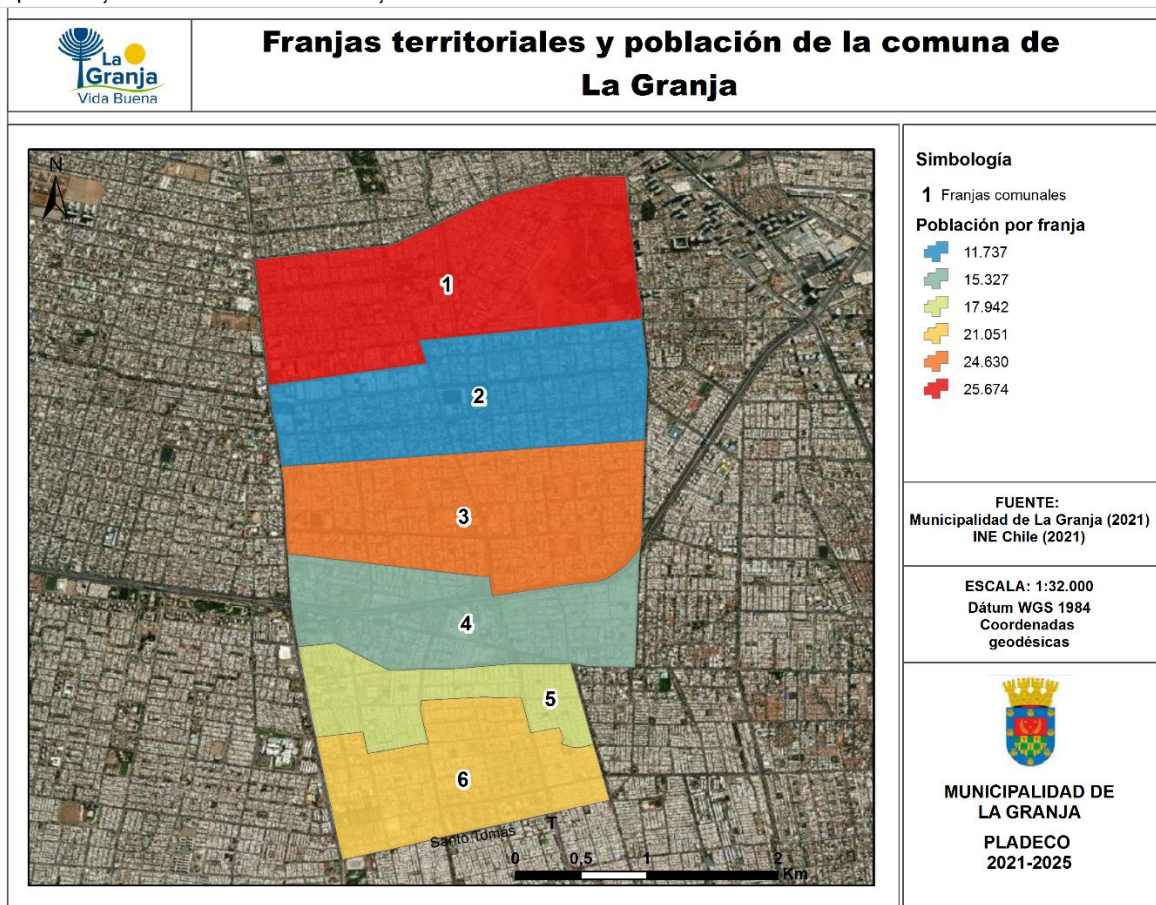 La
Granja
Vida Buena
Franjas territoriales y población de la comuna de
La Granja
N
1
2
3
4
5
6
Santo Tomás
T
0 0,5 1 2
Km
Simbología
1 Franjas comunales
Población por franja
11.737
15.327
17.942
21.051
24.630
25.674
FUENTE:
Municipalidad de La Granja (2021)
INE Chile (2021)
ESCALA: 1:32.000
Dátum WGS 1984
Coordenadas
geodésicas
MUNICIPALIDAD DE
LA GRANJA
PLADECO
2021-2025